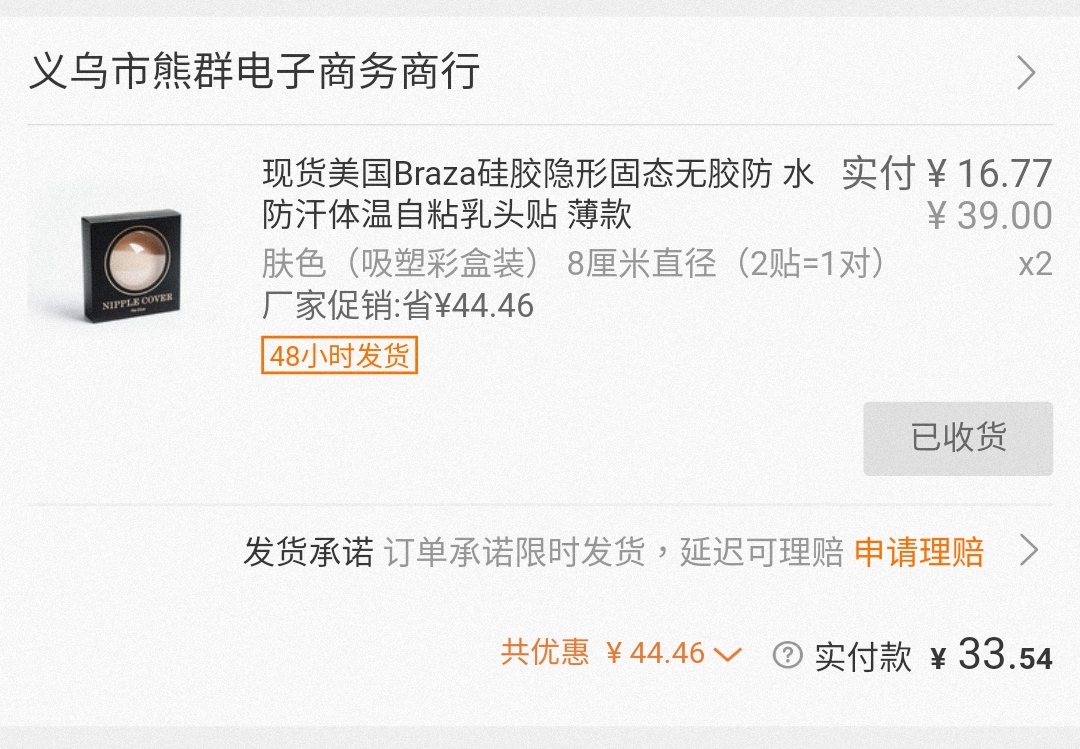 义乌市熊群电子商务商行
现货美国Braza硅胶隐形固态无胶防 水 实付 ¥ 16.77
防汗体温自粘乳头贴 薄款 ¥ 39.00
肤色（吸塑彩盒装） 8厘米直径（2贴=1对） x2
厂家促销:省¥44.46
NIPPLE COVER
48小时发货
已收货
发货承诺 订单承诺限时发货，延迟可理赔 申请理赔
共优惠 ¥ 44.46 ? 实付款 ¥ 33.54